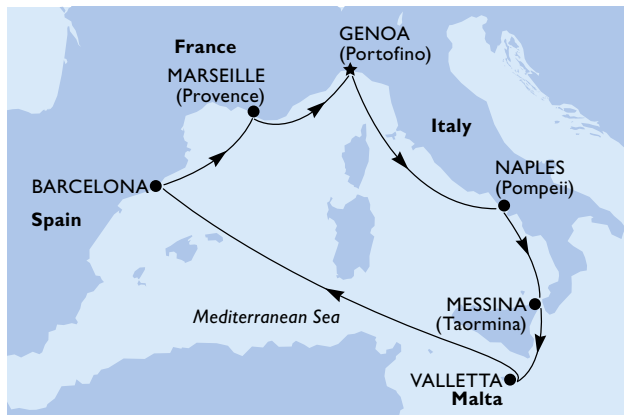 GENOA
(Portofino)
France
MARSEILLE
(Provence)
Italy
NAPLES
(Pompeii)
BARCELONA
Spain
MESSINA
(Taormina)
Mediterranean Sea
VALLETTA
Malta